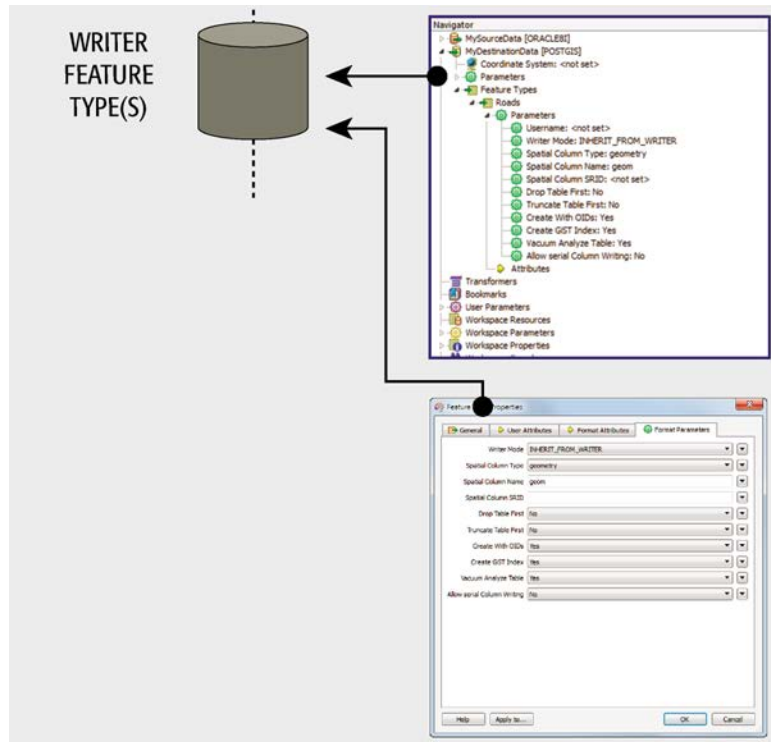 WRITER
FEATURE
TYPE(S)
Navigator
MySourceData [ORACLE8I]
MyDestinationData [POSTGIS]
Coordinate System: <not set>
Parameters
Feature Types
Roads
Parameters
Username: <not set>
Writer Mode: INHERIT_FROM_WRITER
Spatial Column Type: geometry
Spatial Column Name: geom
Spatial Column SRID: <not set>
Drop Table First: No
Truncate Table First: No
Create With OIDs: Yes
Create GIST Index: Yes
Vacuum Analyze Table: Yes
Allow serial Column Writing: No
Attributes
Transformers
Bookmarks
User Parameters
Workspace Resources
Workspace Parameters
Workspace Properties
Feature Properties
General User Attributes Format Attributes Format Parameters
Writer Mode INHERIT_FROM_WRITER
Spatial Column Type geometry
Spatial Column Name geom
Spatial Column SRID
Drop Table First No
Truncate Table First No
Create With OIDs Yes
Create GIST Index Yes
Vacuum Analyze Table Yes
Allow serial Column Writing No
Help Apply to... OK Cancel